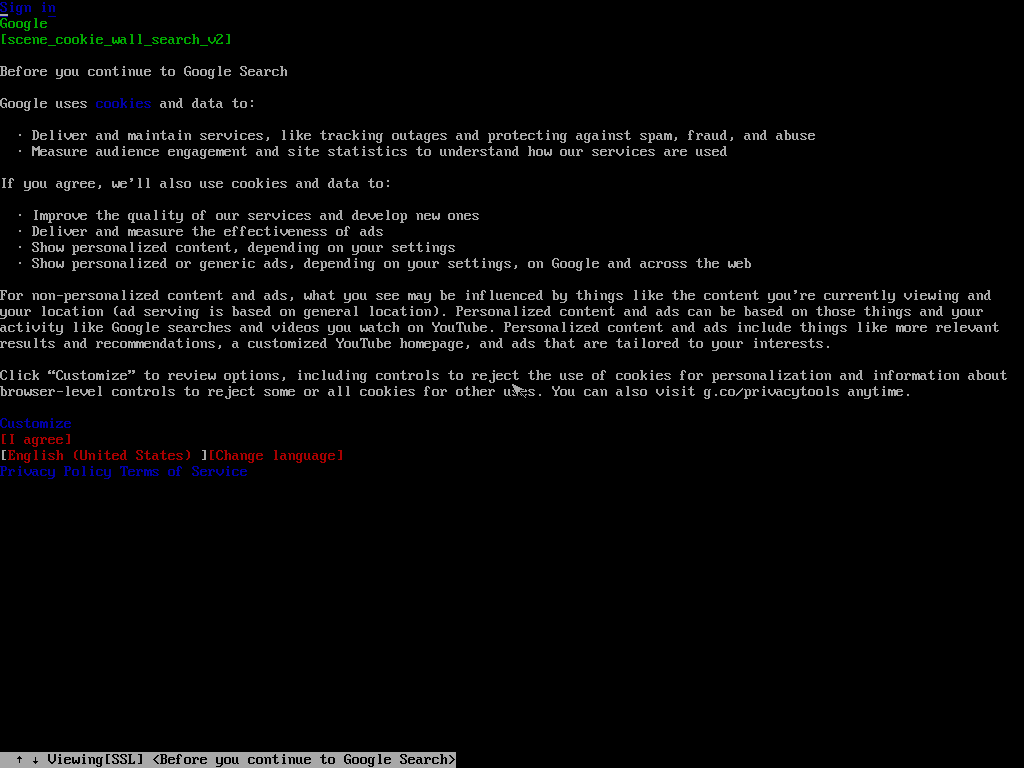 Sign in
Google
[scene_cookie_wall_search_v2]
Before you continue to Google Search
Google uses cookies and data to:
· Deliver and maintain services, like tracking outages and protecting against spam, fraud, and abuse
· Measure audience engagement and site statistics to understand how our services are used
If you agree, we’ll also use cookies and data to:
· Improve the quality of our services and develop new ones
· Deliver and measure the effectiveness of ads
· Show personalized content, depending on your settings
· Show personalized or generic ads, depending on your settings, on Google and across the web
For non-personalized content and ads, what you see may be influenced by things like the content you’re currently viewing and
your location (ad serving is based on general location). Personalized content and ads can be based on those things and your
activity like Google searches and videos you watch on YouTube. Personalized content and ads include things like more relevant
results and recommendations, a customized YouTube homepage, and ads that are tailored to your interests.
Click “Customize” to review options, including controls to reject the use of cookies for personalization and information about
browser-level controls to reject some or all cookies for other uses. You can also visit g.co/privacytools anytime.
Customize
[I agree]
[English (United States) ][Change language]
Privacy Policy Terms of Service
↑ ↓ Viewing[SSL] <Before you continue to Google Search>